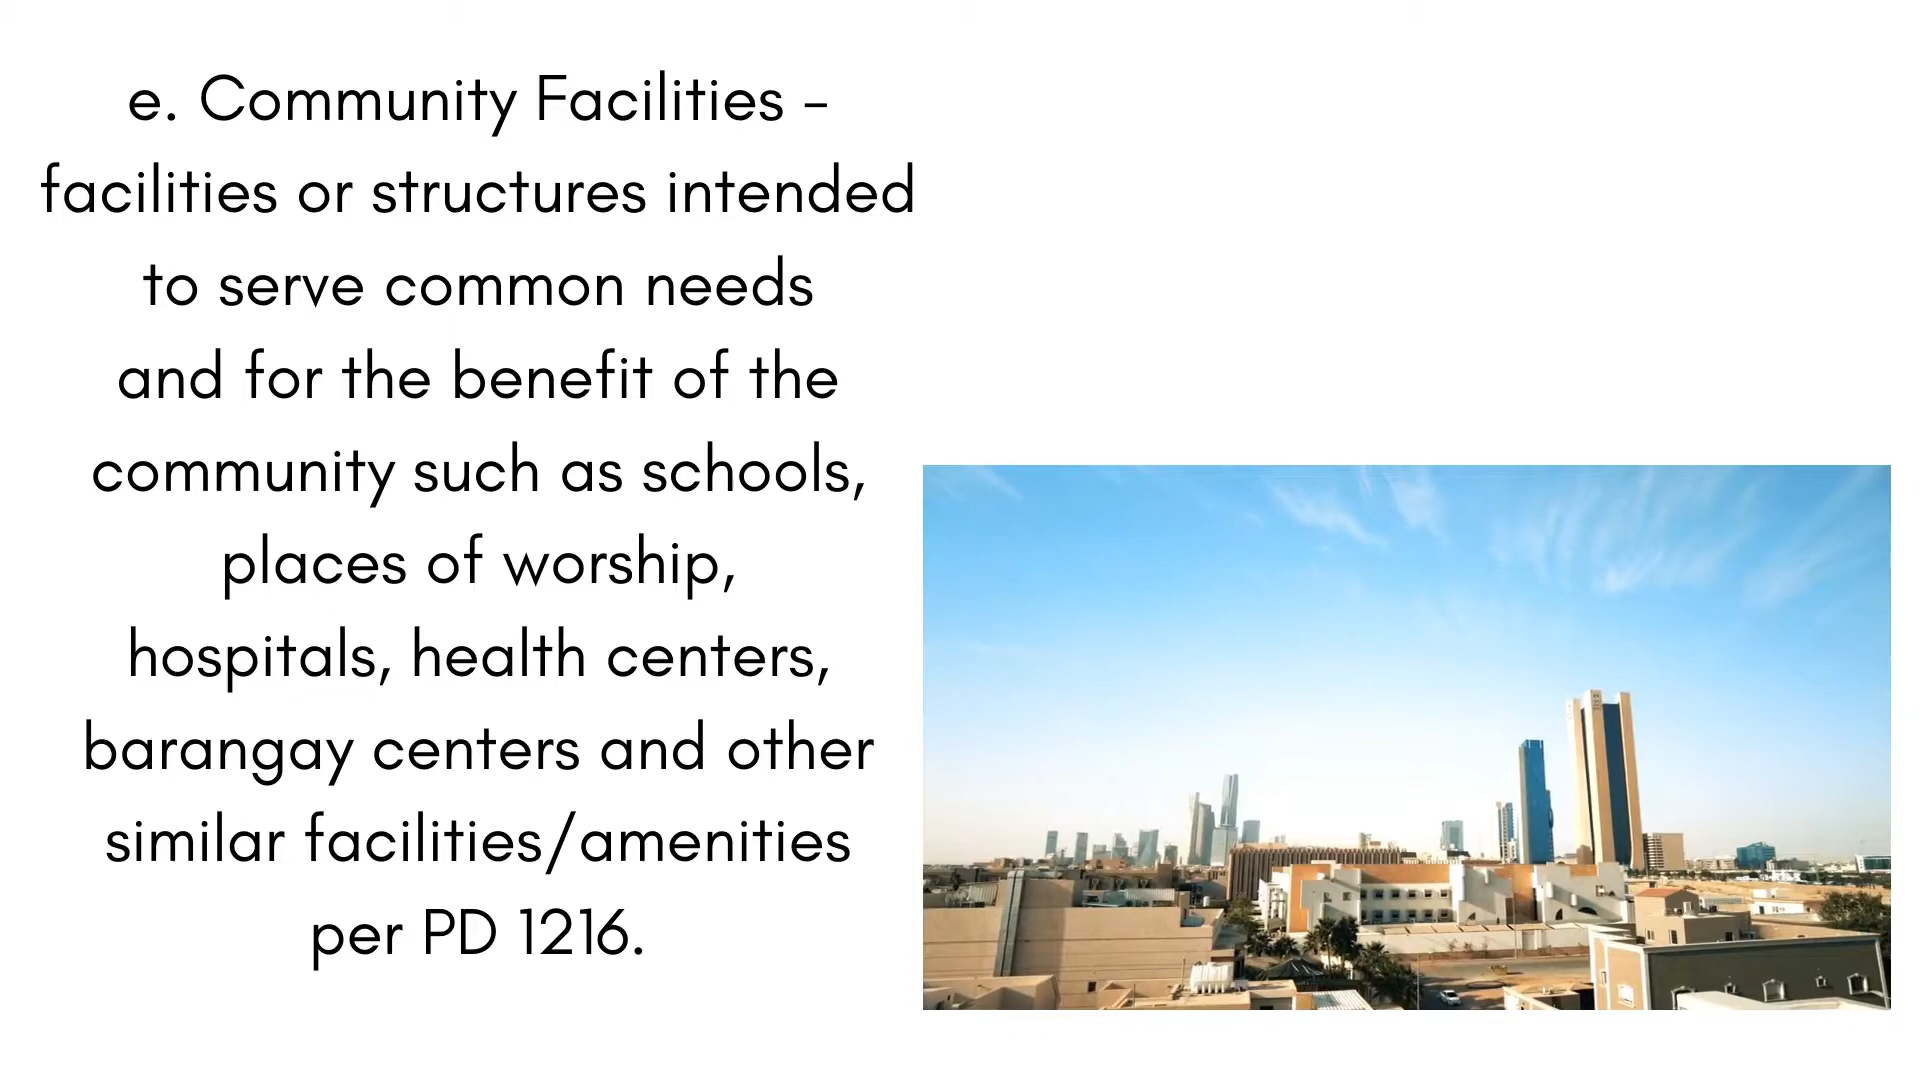 e. Community Facilities –
facilities or structures intended
to serve common needs
and for the benefit of the
community such as schools,
places of worship,
hospitals, health centers,
barangay centers and other
similar facilities/amenities
per PD 1216.